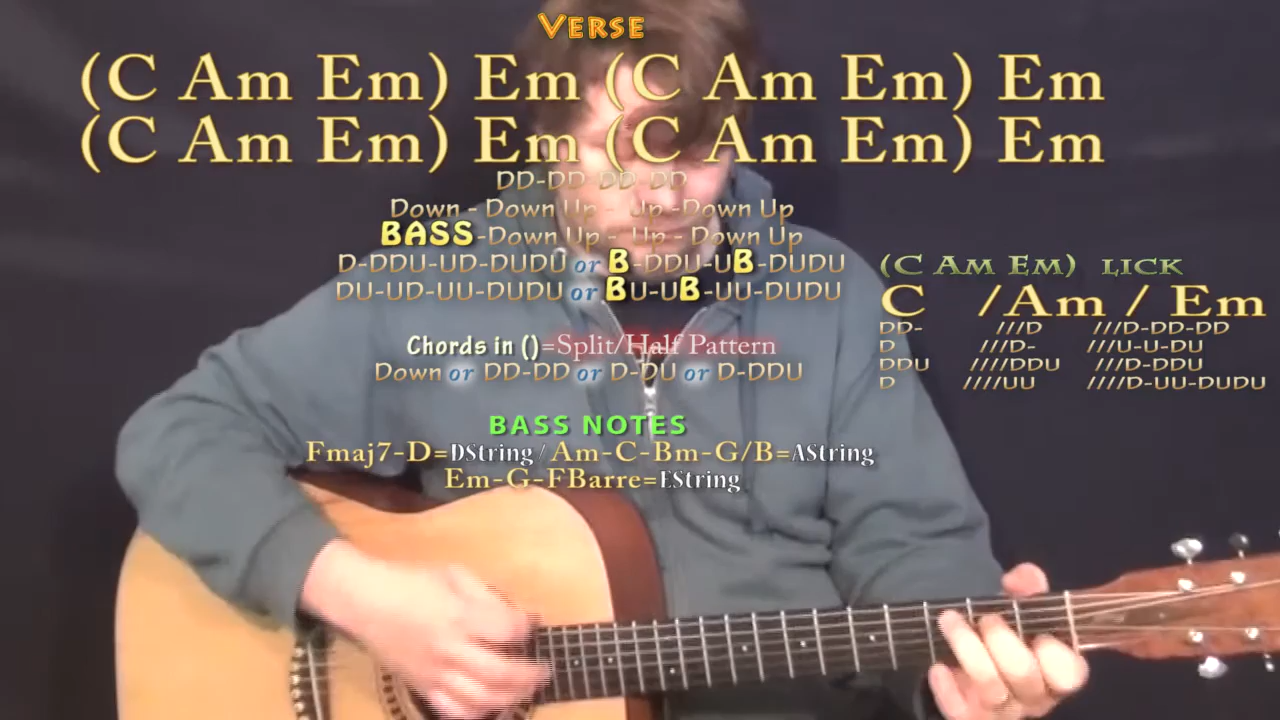 VERSE
(C Am Em) Em (C Am Em) Em
(C Am Em) Em (C Am Em) Em
DD-DD-DD-DD
Down - Down Up - Up -Down Up
BASS-Down Up - Up - Down Up
D-DDU-UD-DUDU or B-DDU-UB-DUDU
DU-UD-UU-DUDU or BU-UB-UU-DUDU
Chords in ()=Split/Half Pattern
Down or DD-DD or D-DU or D-DDU
BASS NOTES
Fmaj7-D=DString / Am-C-Bm-G/B=AString
Em-G-FBarre=EString
(C AM EM) LICK
C /Am / Em
DD- ///D ///D-DD-DD
D ///D- ///U-U-DU
DDU ////DDU ///D-DDU
D ////UU ////D-UU-DUDU